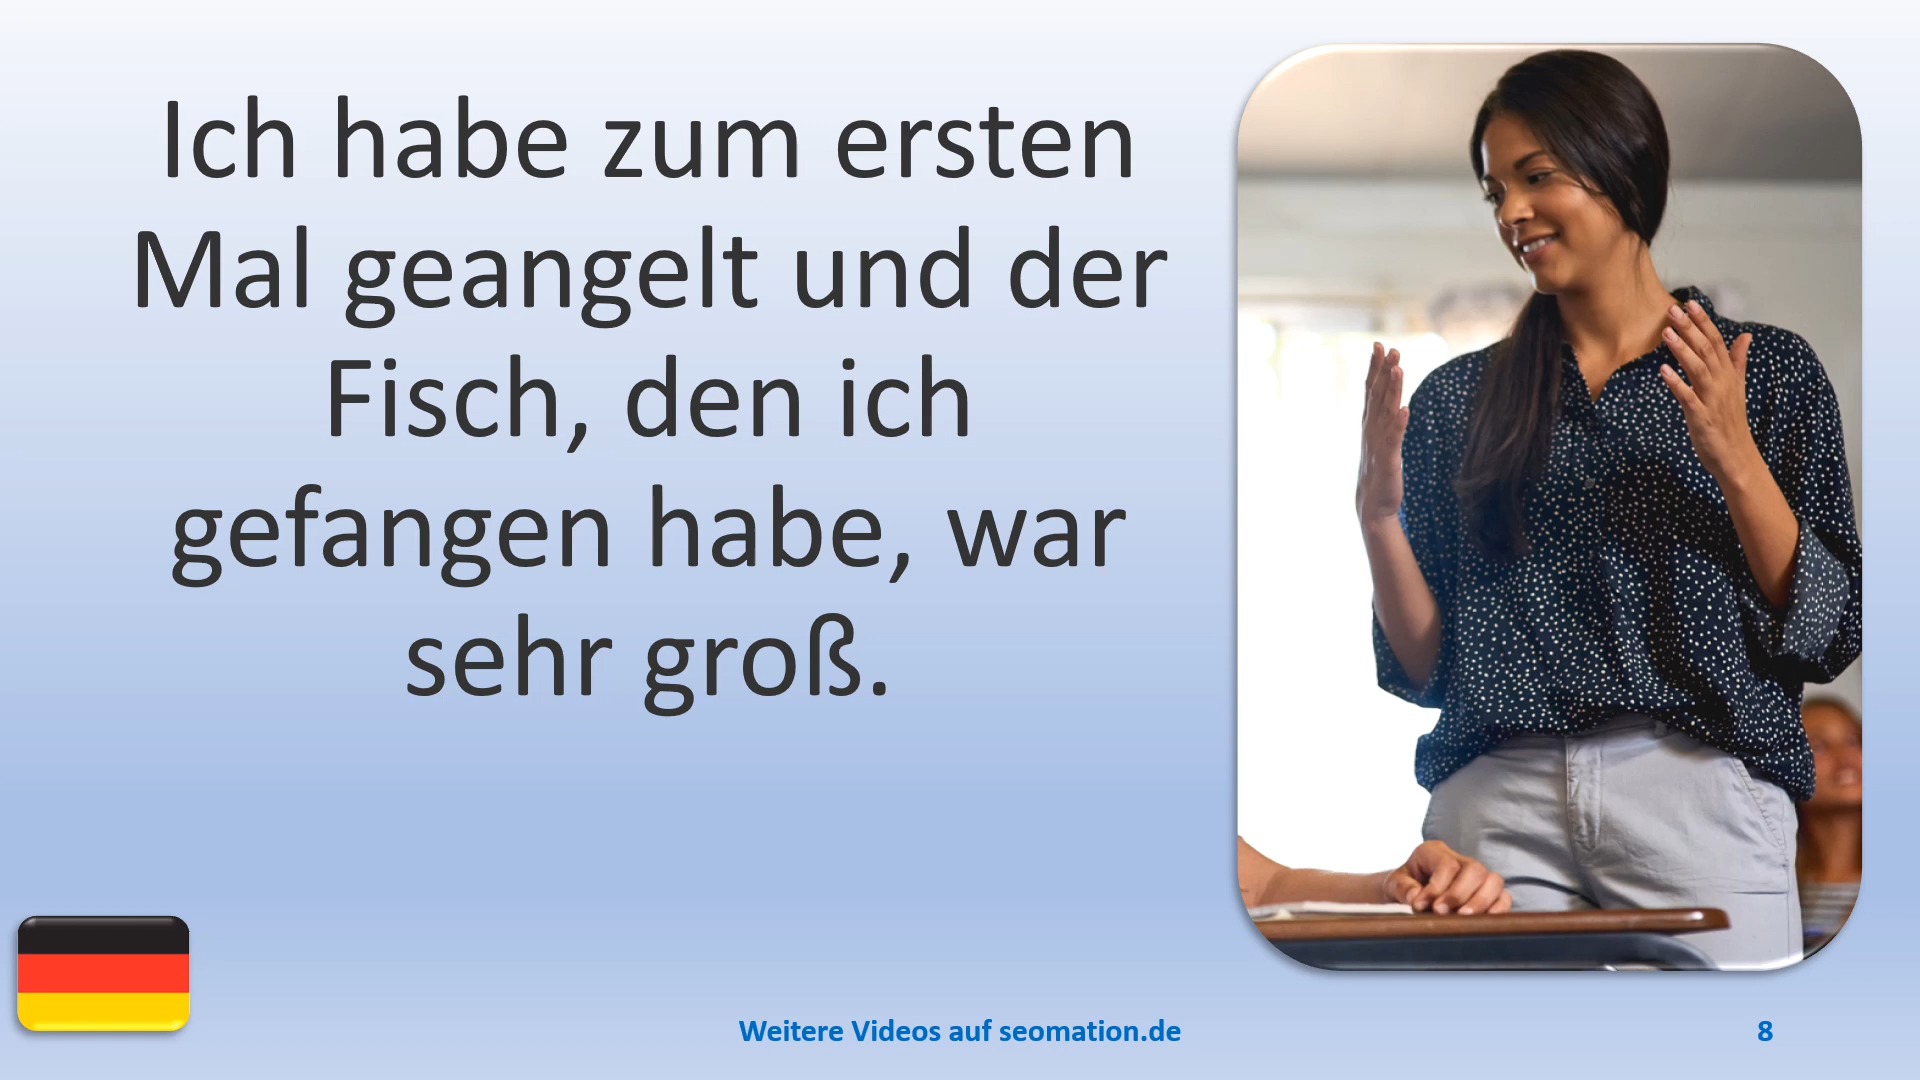 Ich habe zum ersten
Mal geangelt und der
Fisch, den ich
gefangen habe, war
sehr groß.
Weitere Videos auf seomation.de
8